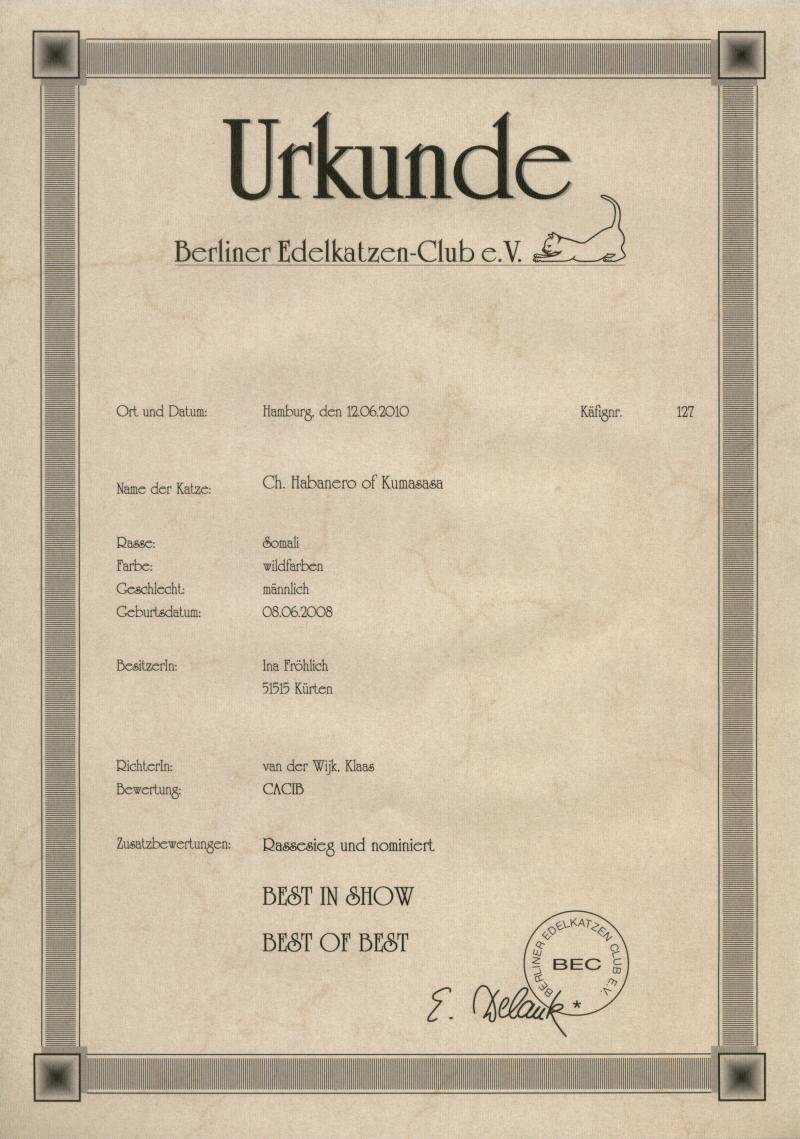 Urkunde
Berliner Edelkatzen-Club e.V.
Ort und Datum: Hamburg, den 12.06.2010 Käfignr. 127
Name der Katze: Ch. Habanero of Kumasasa
Rasse: Somali
Farbe: wildfarben
Geschlecht: männlich
Geburtsdatum: 08.06.2008
BesitzerIn: Ina Fröhlich
51515 Kürten
RichterIn: van der Wijk, Klaas
Bewertung: CACIB
Zusatzbewertungen: Rassesieg und nominiert
BEST IN SHOW
BEST OF BEST
BERLINER EDELKATZEN CLUB E.V.
BEC
*
E. Delank